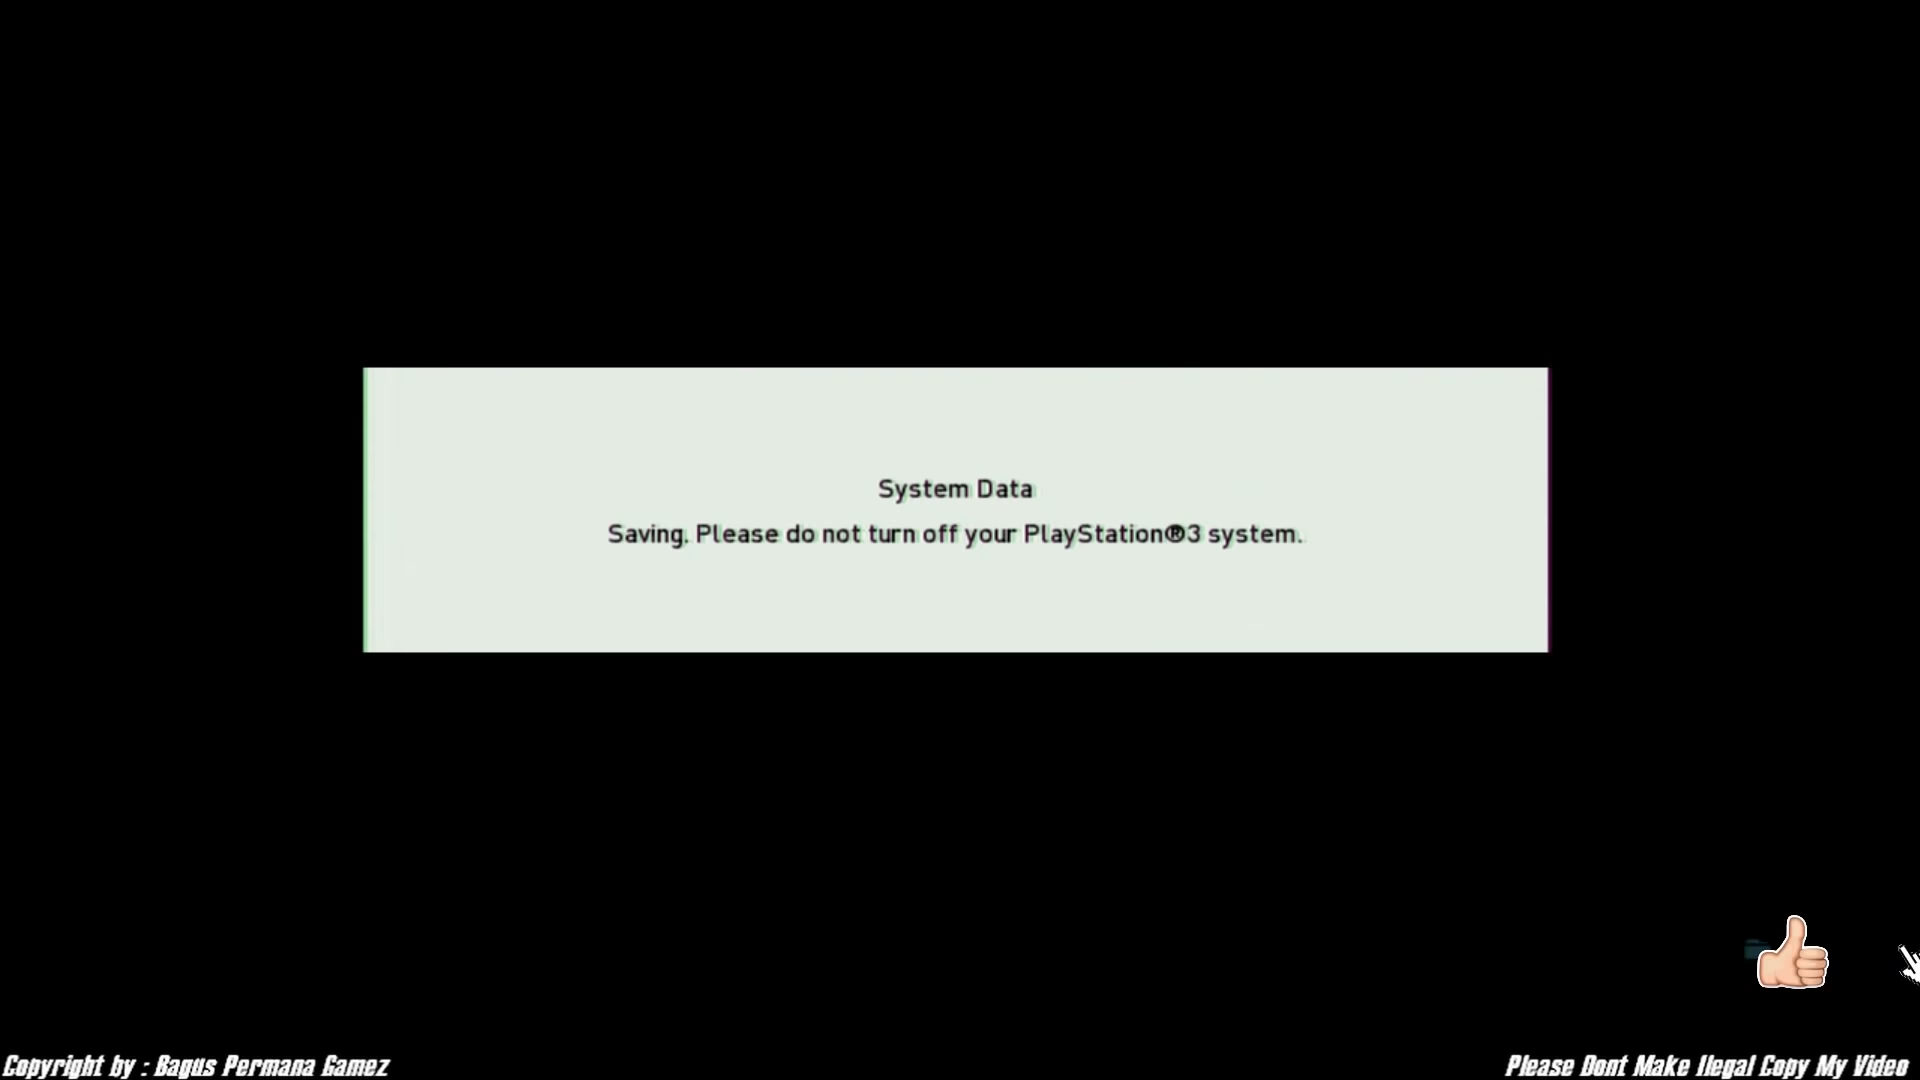 System Data
Saving. Please do not turn off your PlayStation®3 system.
Copyright by : Bagus Permana Gamez
Please Dont Make Ilegal Copy My Video